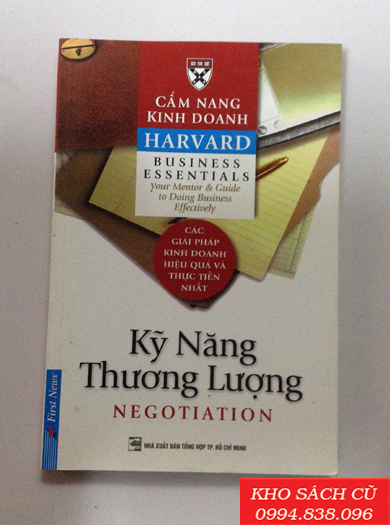 CẨM NANG
KINH DOANH
HARVARD
BUSINESS
ESSENTIALS
Your Mentor & Guide
to Doing Business
Effectively
CÁC
GIẢI PHÁP
KINH DOANH
HIỆU QUẢ VÀ
THỰC TIỄN
NHẤT
Kỹ Năng
Thương Lượng
NEGOTIATION
First News
NHÀ XUẤT BẢN TỔNG HỢP TP. HỒ CHÍ MINH
KHO SÁCH CŨ
0994.838.096